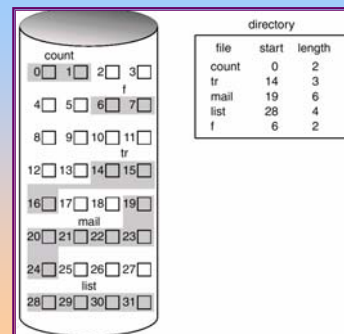 count
0 1 2 3
f
4 5 6 7
8 9 10 11
tr
12 13 14 15
16 17 18 19
mail
20 21 22 23
24 25 26 27
list
28 29 30 31
directory
file start length
count 0 2
tr 14 3
mail 19 6
list 28 4
f 6 2